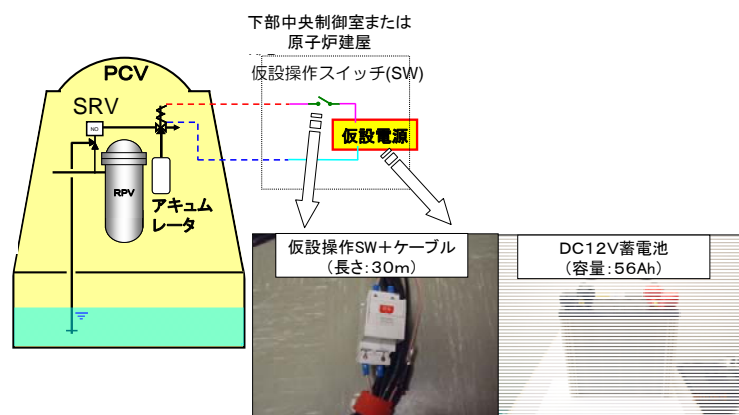 下部中央制御室または
原子炉建屋
仮設操作スイッチ(SW)
PCV
SRV
NO
仮設電源
RPV
アキュム
レータ
仮設操作SW+ケーブル
(長さ:30m)
DC12V蓄電池
(容量:56Ah)